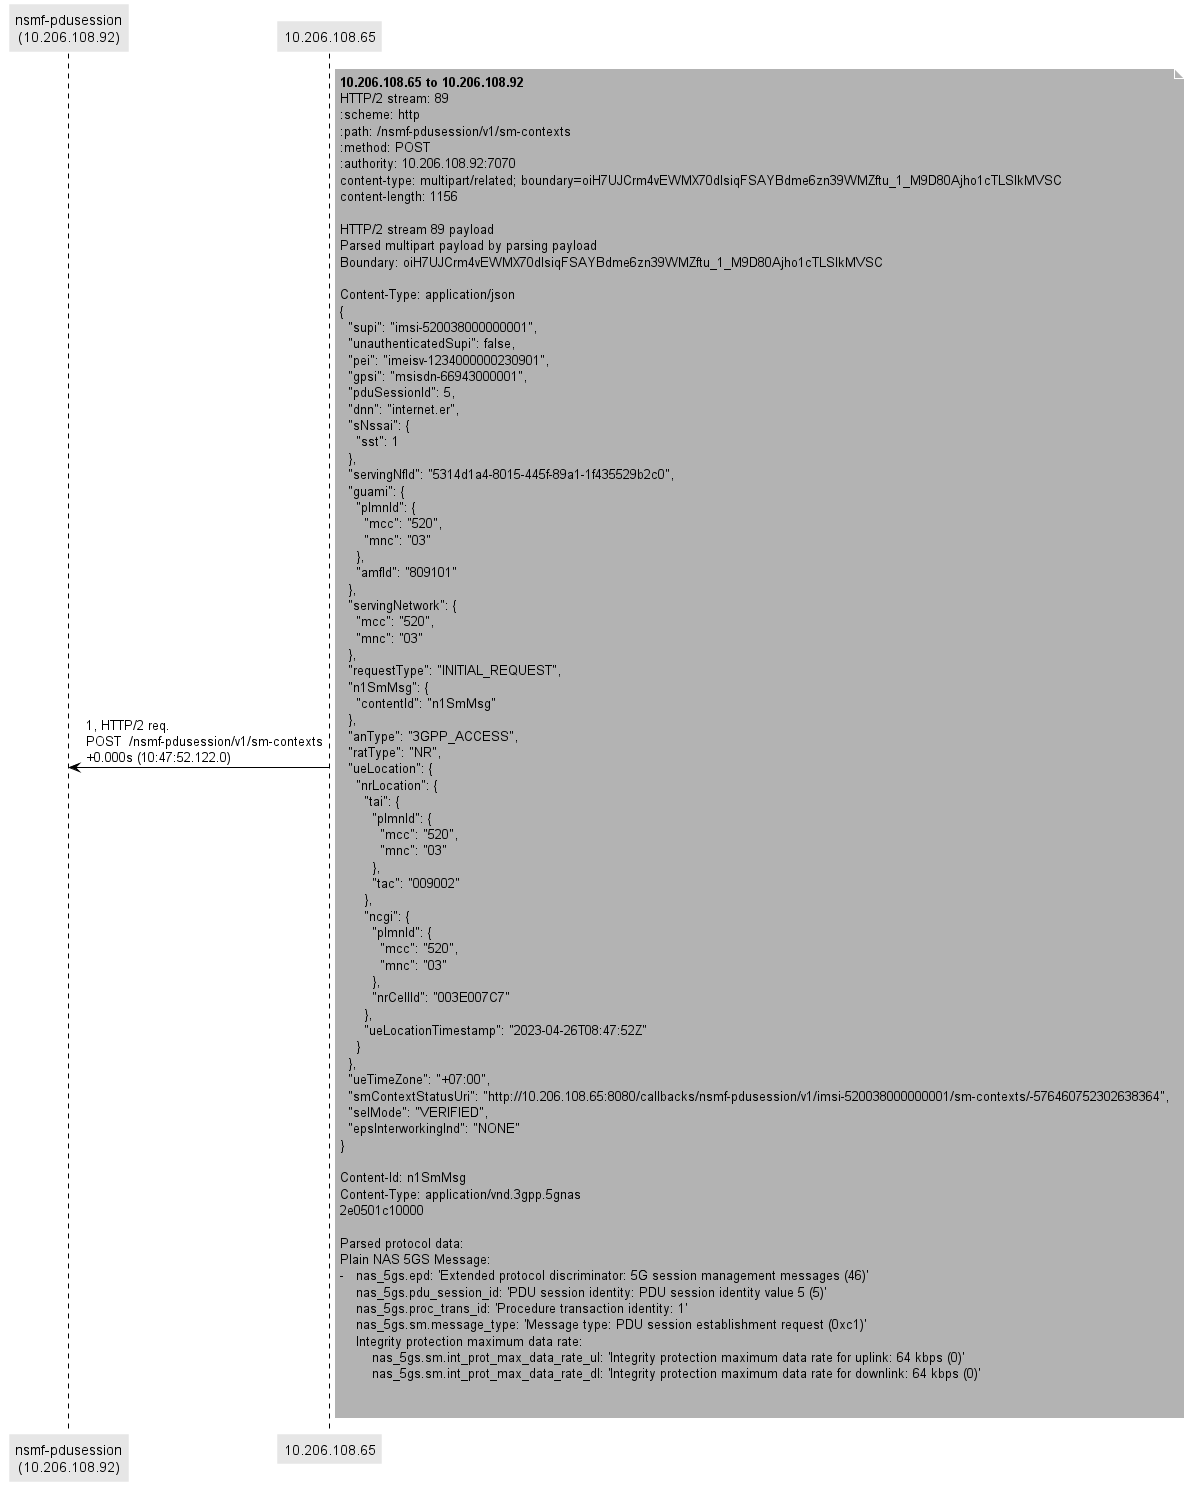 nsmf-pdusession
(10.206.108.92)
10.206.108.65
10.206.108.65 to 10.206.108.92
HTTP/2 stream: 89
:scheme: http
:path: /nsmf-pdusession/v1/sm-contexts
:method: POST
:authority: 10.206.108.92:7070
content-type: multipart/related; boundary=oiH7UJCrm4vEWMX70dlsiqFSAYBdme6zn39WMZftu_1_M9D80Ajho1cTLSlkMVSC
content-length: 1156
HTTP/2 stream 89 payload
Parsed multipart payload by parsing payload
Boundary: oiH7UJCrm4vEWMX70dlsiqFSAYBdme6zn39WMZftu_1_M9D80Ajho1cTLSlkMVSC
Content-Type: application/json
{
"supi": "imsi-520038000000001",
"unauthenticatedSupi": false,
"pei": "imeisv-1234000000230901",
"gpsi": "msisdn-66943000001",
"pduSessionId": 5,
"dnn": "internet.er",
"sNssai": {
"sst": 1
},
"servingNfId": "5314d1a4-8015-445f-89a1-1f435529b2c0",
"guami": {
"plmnId": {
"mcc": "520",
"mnc": "03"
},
"amfId": "809101"
},
"servingNetwork": {
"mcc": "520",
"mnc": "03"
},
"requestType": "INITIAL_REQUEST",
"n1SmMsg": {
"contentId": "n1SmMsg"
},
"anType": "3GPP_ACCESS",
"ratType": "NR",
"ueLocation": {
"nrLocation": {
"tai": {
"plmnId": {
"mcc": "520",
"mnc": "03"
},
"tac": "009002"
},
"ncgi": {
"plmnId": {
"mcc": "520",
"mnc": "03"
},
"nrCellId": "003E007C7"
},
"ueLocationTimestamp": "2023-04-26T08:47:52Z"
}
},
"ueTimeZone": "+07:00",
"smContextStatusUri": "http://10.206.108.65:8080/callbacks/nsmf-pdusession/v1/imsi-520038000000001/sm-contexts/-576460752302638364",
"selMode": "VERIFIED",
"epsInterworkingInd": "NONE"
}
Content-Id: n1SmMsg
Content-Type: application/vnd.3gpp.5gnas
2e0501c10000
Parsed protocol data:
Plain NAS 5GS Message:
- nas_5gs.epd: 'Extended protocol discriminator: 5G session management messages (46)'
nas_5gs.pdu_session_id: 'PDU session identity: PDU session identity value 5 (5)'
nas_5gs.proc_trans_id: 'Procedure transaction identity: 1'
nas_5gs.sm.message_type: 'Message type: PDU session establishment request (0xc1)'
Integrity protection maximum data rate:
nas_5gs.sm.int_prot_max_data_rate_ul: 'Integrity protection maximum data rate for uplink: 64 kbps (0)'
nas_5gs.sm.int_prot_max_data_rate_dl: 'Integrity protection maximum data rate for downlink: 64 kbps (0)'
1, HTTP/2 req.
POST /nsmf-pdusession/v1/sm-contexts
+0.000s (10:47:52.122.0)
nsmf-pdusession
(10.206.108.92)
10.206.108.65